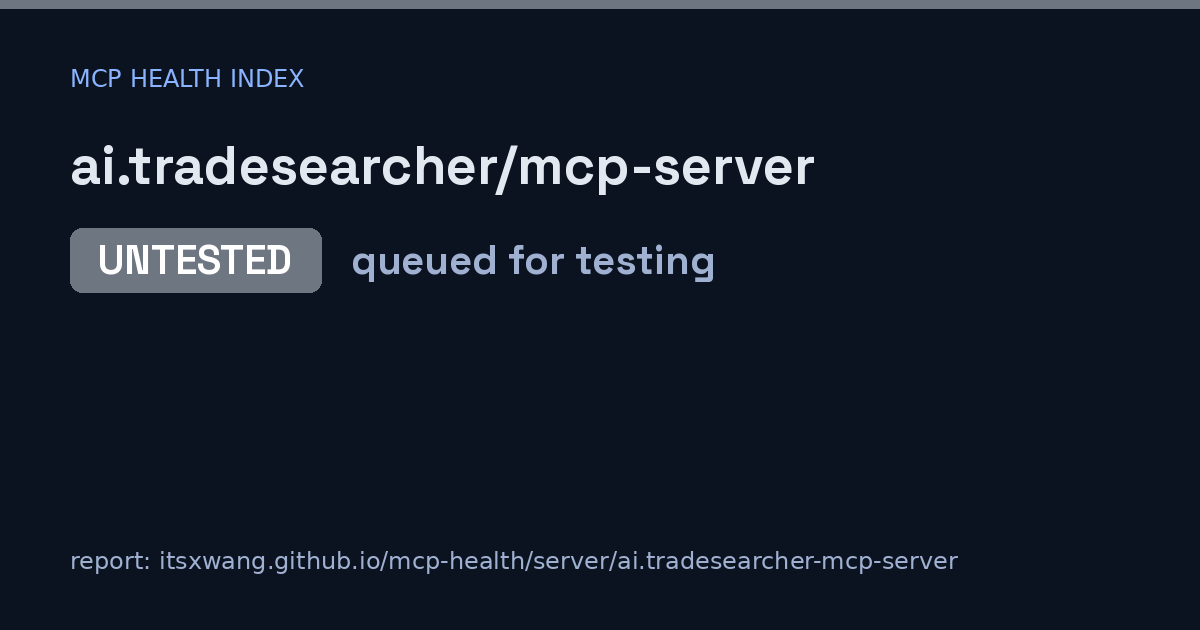 MCP HEALTH INDEX
ai.tradesearcher/mcp-server
UNTESTED queued for testing
report: itsxwang.github.io/mcp-health/server/ai.tradesearcher-mcp-server